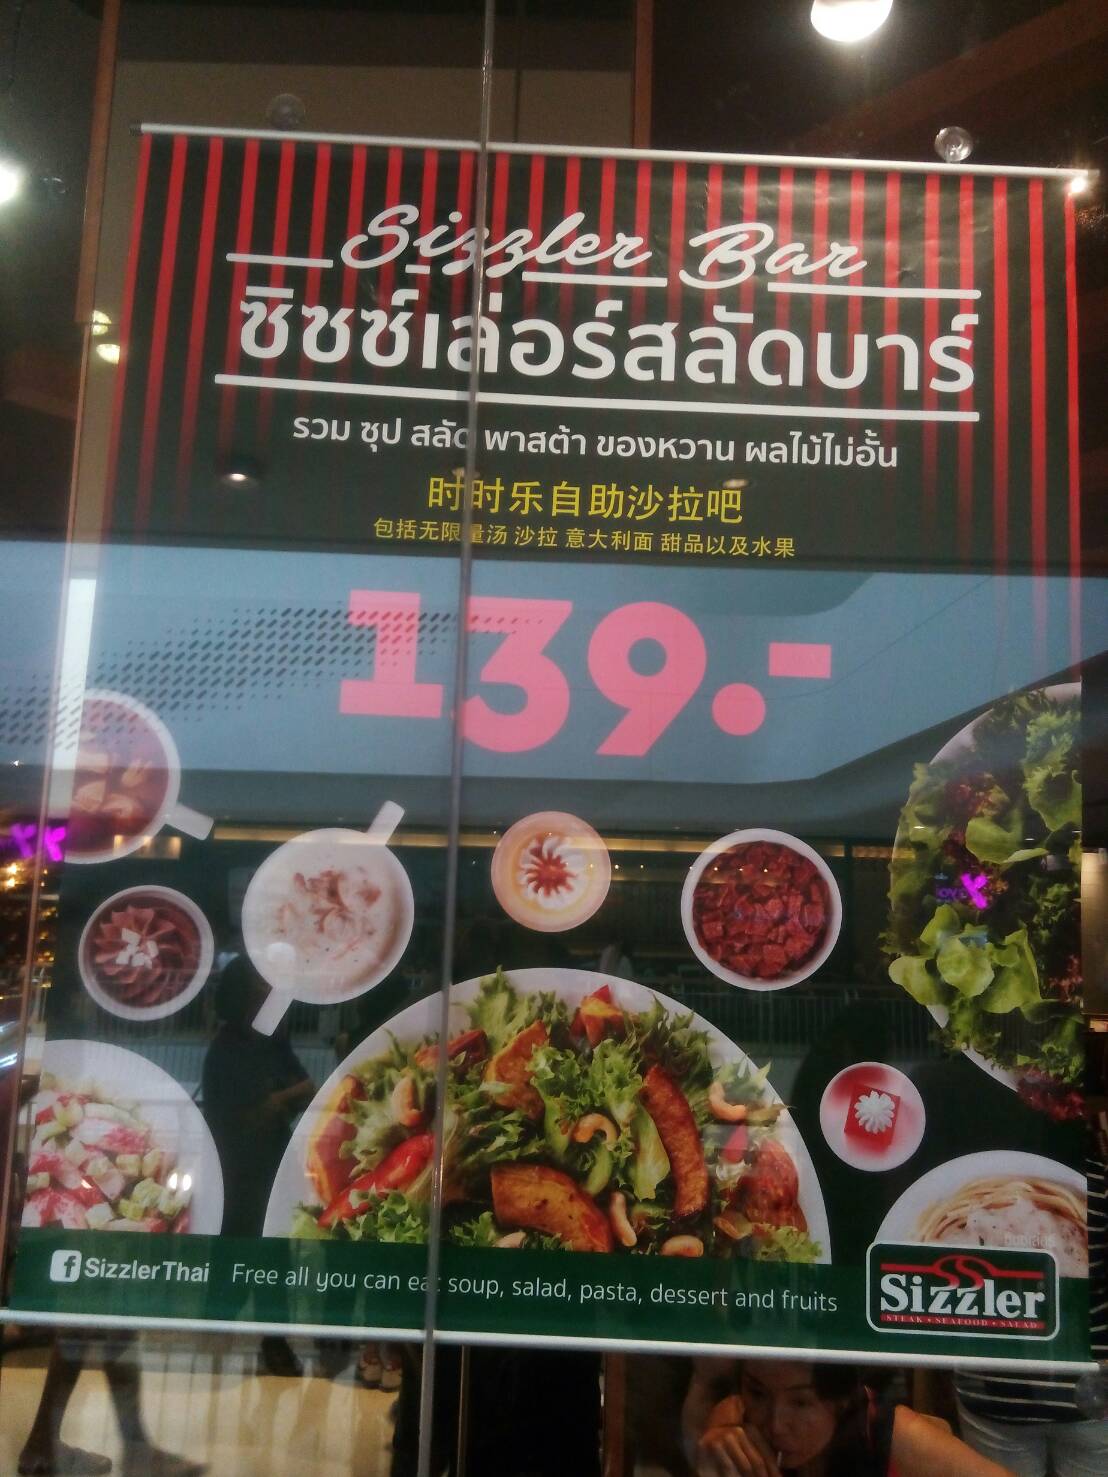 Sizzler Bar
ซิซซ์เล่อร์สลัดบาร์
รวม ซุป สลัด พาสต้า ของหวาน ผลไม้ไม่อั้น
时时乐自助沙拉吧
包括无限量汤 沙拉 意大利面 甜品以及水果
139.-
SizzlerThai
Free all you can eat soup, salad, pasta, dessert and fruits
Sizzler
STEAK • SEAFOOD • SALAD